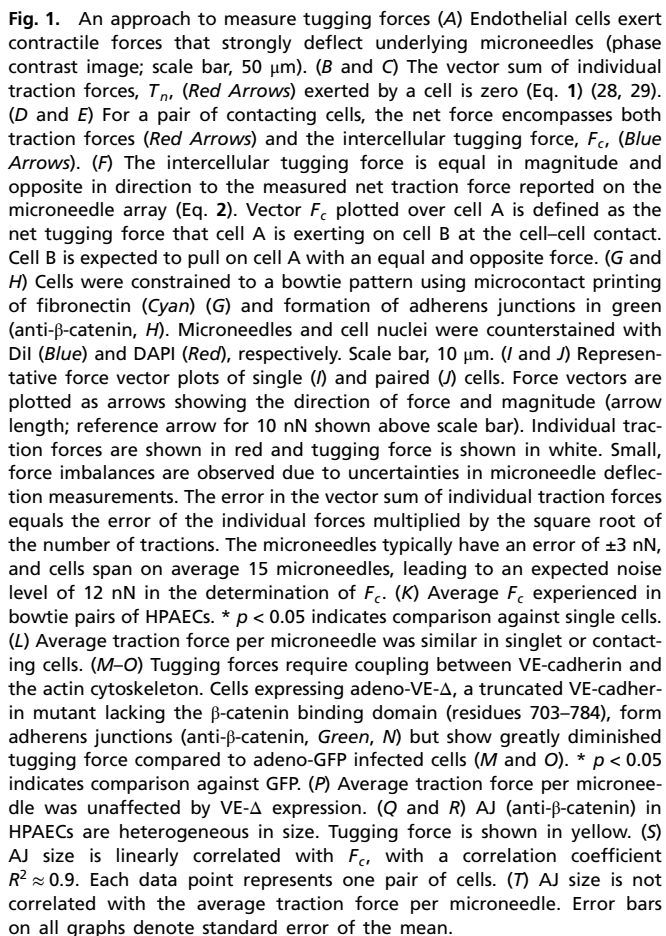 Fig. 1. An approach to measure tugging forces (A) Endothelial cells exert
contractile forces that strongly deflect underlying microneedles (phase
contrast image; scale bar, 50 μm). (B and C) The vector sum of individual
traction forces, Tn, (Red Arrows) exerted by a cell is zero (Eq. 1) (28, 29).
(D and E) For a pair of contacting cells, the net force encompasses both
traction forces (Red Arrows) and the intercellular tugging force, Fc, (Blue
Arrows). (F) The intercellular tugging force is equal in magnitude and
opposite in direction to the measured net traction force reported on the
microneedle array (Eq. 2). Vector Fc plotted over cell A is defined as the
net tugging force that cell A is exerting on cell B at the cell–cell contact.
Cell B is expected to pull on cell A with an equal and opposite force. (G and
H) Cells were constrained to a bowtie pattern using microcontact printing
of fibronectin (Cyan) (G) and formation of adherens junctions in green
(anti-β-catenin, H). Microneedles and cell nuclei were counterstained with
DiI (Blue) and DAPI (Red), respectively. Scale bar, 10 μm. (I and J) Represen-
tative force vector plots of single (I) and paired (J) cells. Force vectors are
plotted as arrows showing the direction of force and magnitude (arrow
length; reference arrow for 10 nN shown above scale bar). Individual trac-
tion forces are shown in red and tugging force is shown in white. Small,
force imbalances are observed due to uncertainties in microneedle deflec-
tion measurements. The error in the vector sum of individual traction forces
equals the error of the individual forces multiplied by the square root of
the number of tractions. The microneedles typically have an error of ±3 nN,
and cells span on average 15 microneedles, leading to an expected noise
level of 12 nN in the determination of Fc. (K) Average Fc experienced in
bowtie pairs of HPAECs. * p < 0.05 indicates comparison against single cells.
(L) Average traction force per microneedle was similar in singlet or contact-
ing cells. (M–O) Tugging forces require coupling between VE-cadherin and
the actin cytoskeleton. Cells expressing adeno-VE-Δ, a truncated VE-cadher-
in mutant lacking the β-catenin binding domain (residues 703–784), form
adherens junctions (anti-β-catenin, Green, N) but show greatly diminished
tugging force compared to adeno-GFP infected cells (M and O). * p < 0.05
indicates comparison against GFP. (P) Average traction force per micronee-
dle was unaffected by VE-Δ expression. (Q and R) AJ (anti-β-catenin) in
HPAECs are heterogeneous in size. Tugging force is shown in yellow. (S)
AJ size is linearly correlated with Fc, with a correlation coefficient
R² ≈ 0.9. Each data point represents one pair of cells. (T) AJ size is not
correlated with the average traction force per microneedle. Error bars
on all graphs denote standard error of the mean.